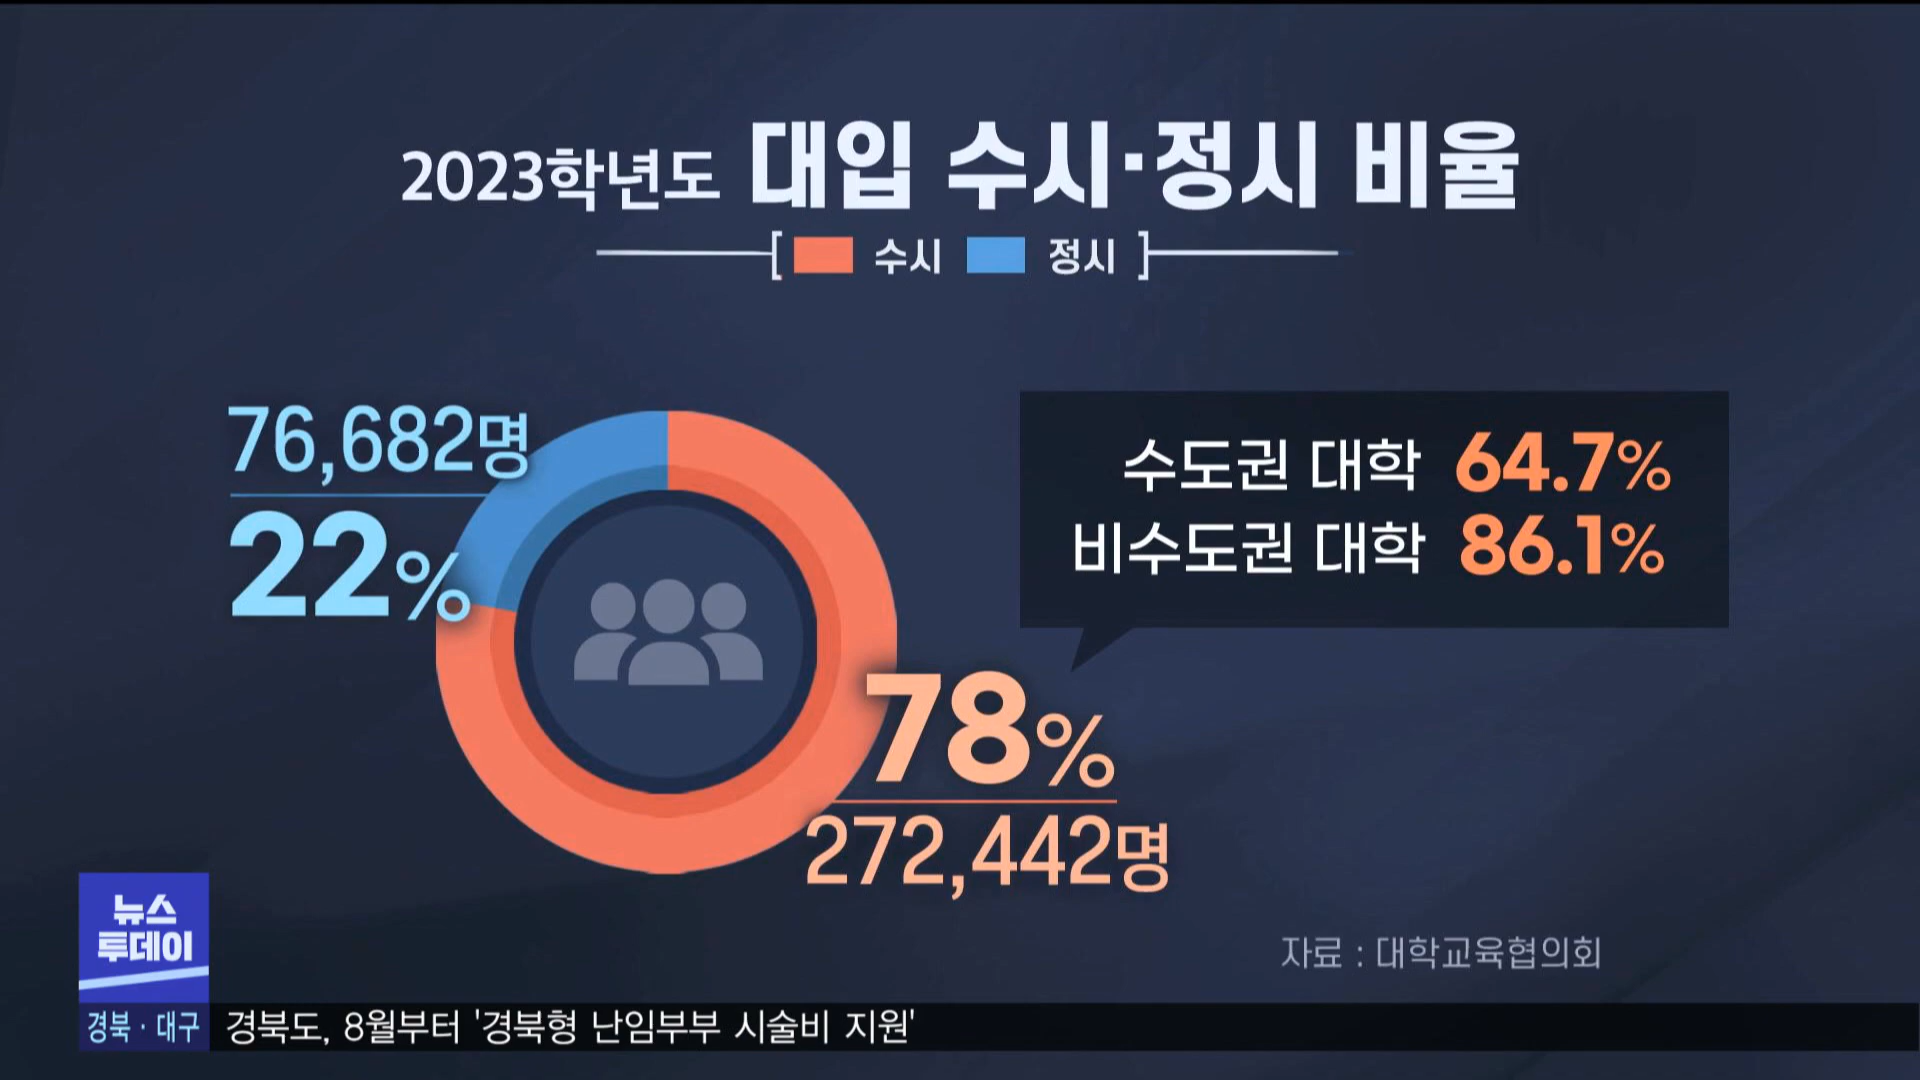 2023학년도 대입 수시·정시 비율
[ 수시 정시 ]
76,682명
22%
수도권 대학 64.7%
비수도권 대학 86.1%
78%
272,442명
자료 : 대학교육협의회
뉴스
투데이
경북·대구 경북도, 8월부터 '경북형 난임부부 시술비 지원'